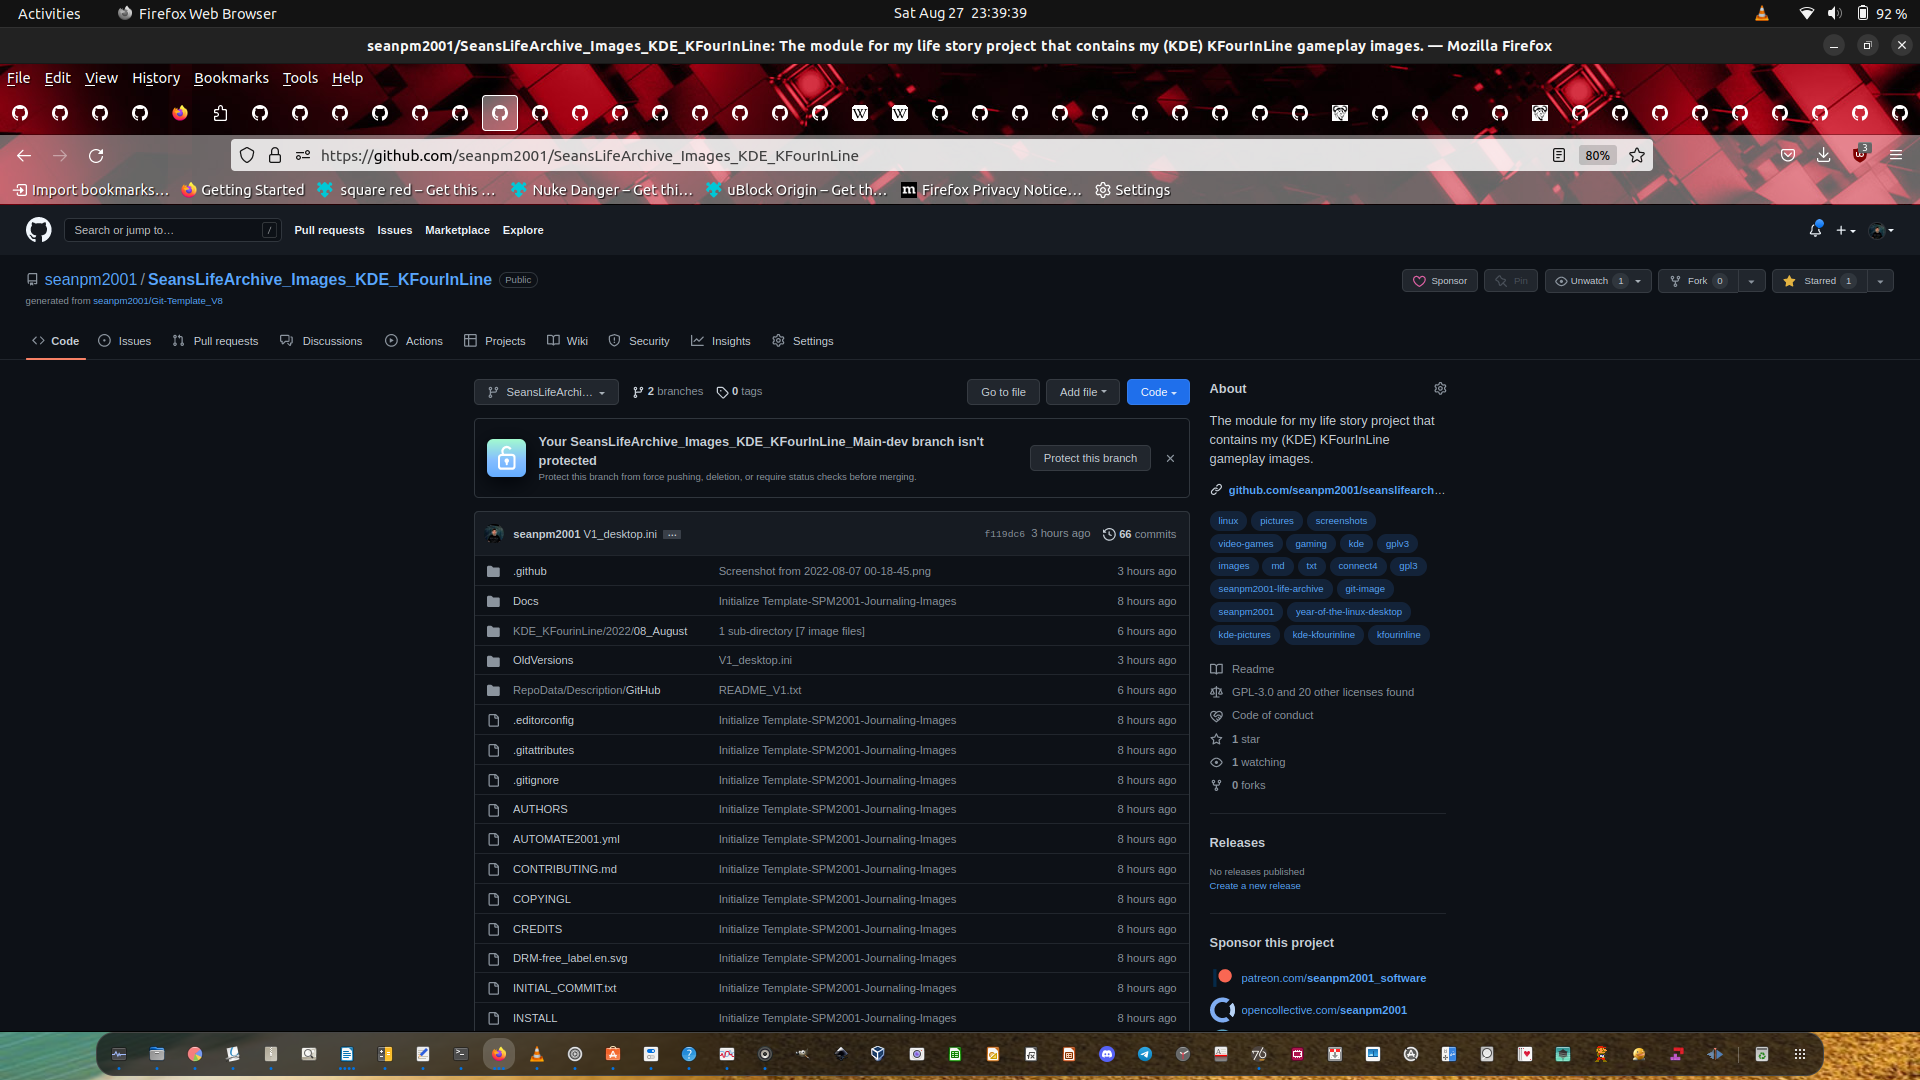 Activities Firefox Web Browser Sat Aug 27 23:39:39 92 %
seanpm2001/SeansLifeArchive_Images_KDE_KFourInLine: The module for my life story project that contains my (KDE) KFourInLine gameplay images. — Mozilla Firefox
File Edit View History Bookmarks Tools Help
https://github.com/seanpm2001/SeansLifeArchive_Images_KDE_KFourInLine 80% 3
Import bookmarks… Getting Started square red – Get this … Nuke Danger – Get thi… uBlock Origin – Get th… Firefox Privacy Notice… Settings
Search or jump to… / Pull requests Issues Marketplace Explore
seanpm2001 / SeansLifeArchive_Images_KDE_KFourInLine Public Sponsor Pin Unwatch 1 Fork 0 Starred 1
generated from seanpm2001/Git-Template_V8
Code Issues Pull requests Discussions Actions Projects Wiki Security Insights Settings
SeansLifeArchi… 2 branches 0 tags Go to file Add file Code
Your SeansLifeArchive_Images_KDE_KFourInLine_Main-dev branch isn't
protected
Protect this branch from force pushing, deletion, or require status checks before merging.
Protect this branch
seanpm2001 V1_desktop.ini … f119dc6 3 hours ago 66 commits
.github Screenshot from 2022-08-07 00-18-45.png 3 hours ago
Docs Initialize Template-SPM2001-Journaling-Images 8 hours ago
KDE_KFourinLine/2022/08_August 1 sub-directory [7 image files] 6 hours ago
OldVersions V1_desktop.ini 3 hours ago
RepoData/Description/GitHub README_V1.txt 6 hours ago
.editorconfig Initialize Template-SPM2001-Journaling-Images 8 hours ago
.gitattributes Initialize Template-SPM2001-Journaling-Images 8 hours ago
.gitignore Initialize Template-SPM2001-Journaling-Images 8 hours ago
AUTHORS Initialize Template-SPM2001-Journaling-Images 8 hours ago
AUTOMATE2001.yml Initialize Template-SPM2001-Journaling-Images 8 hours ago
CONTRIBUTING.md Initialize Template-SPM2001-Journaling-Images 8 hours ago
COPYINGL Initialize Template-SPM2001-Journaling-Images 8 hours ago
CREDITS Initialize Template-SPM2001-Journaling-Images 8 hours ago
DRM-free_label.en.svg Initialize Template-SPM2001-Journaling-Images 8 hours ago
INITIAL_COMMIT.txt Initialize Template-SPM2001-Journaling-Images 8 hours ago
INSTALL Initialize Template-SPM2001-Journaling-Images 8 hours ago
About
The module for my life story project that
contains my (KDE) KFourInLine
gameplay images.
github.com/seanpm2001/seanslifearch…
linux pictures screenshots
video-games gaming kde gplv3
images md txt connect4 gpl3
seanpm2001-life-archive git-image
seanpm2001 year-of-the-linux-desktop
kde-pictures kde-kfourinline kfourinline
Readme
GPL-3.0 and 20 other licenses found
Code of conduct
1 star
1 watching
0 forks
Releases
No releases published
Create a new release
Sponsor this project
patreon.com/seanpm2001_software
opencollective.com/seanpm2001